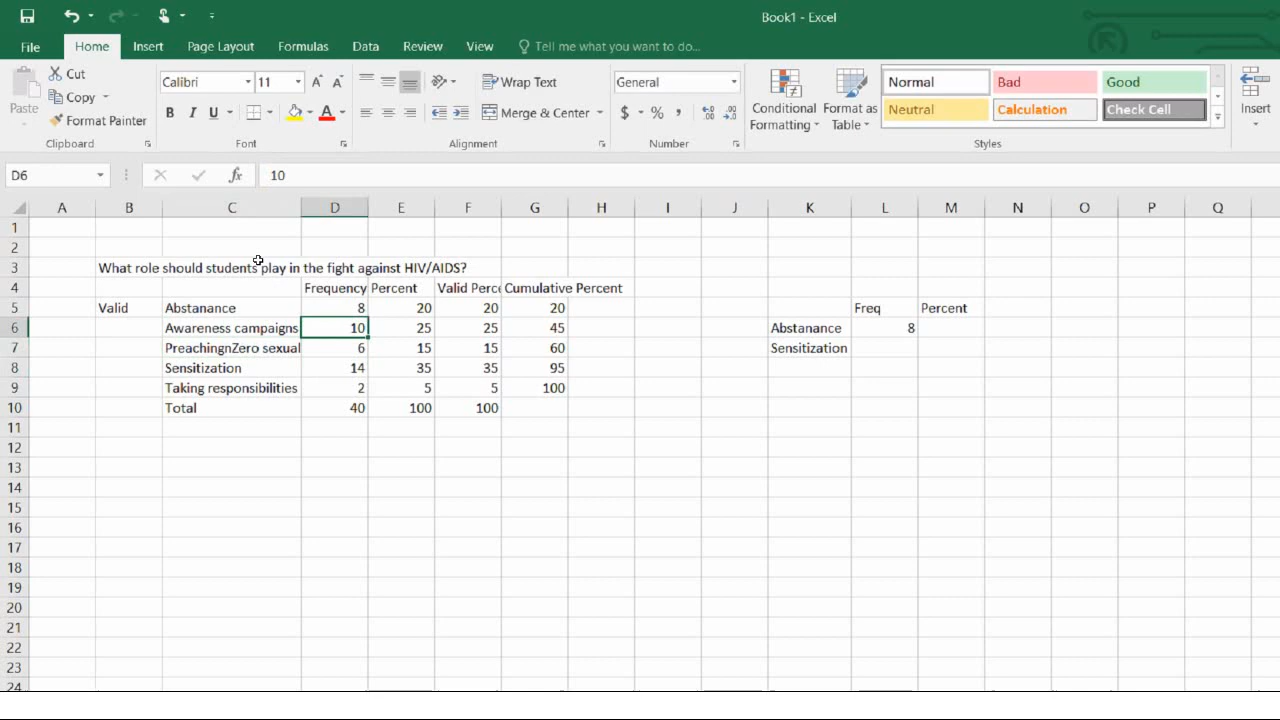 Book1 - Excel
File Home Insert Page Layout Formulas Data Review View Tell me what you want to do...
Paste
Cut
Copy
Format Painter
Clipboard
Calibri 11
B I U
Font
Wrap Text
Merge & Center
Alignment
General
$ % ,
Number
Conditional Formatting
Format as Table
Normal Bad Good
Neutral Calculation Check Cell
Styles
Insert
D6 fx 10
A B C D E F G H I J K L M N O P Q
1
2
3 What role should students play in the fight against HIV/AIDS?
4 Frequency Percent Valid Perce Cumulative Percent
5 Valid Abstanance 8 20 20 20 Freq Percent
6 Awareness campaigns 10 25 25 45 Abstanance 8
7 PreachingnZero sexual 6 15 15 60 Sensitization
8 Sensitization 14 35 35 95
9 Taking responsibilities 2 5 5 100
10 Total 40 100 100
11
12
13
14
15
16
17
18
19
20
21
22
23
24